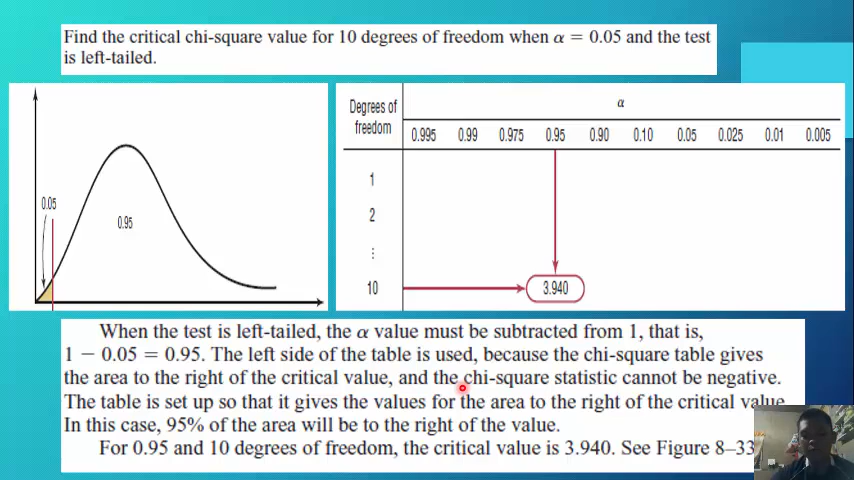 Find the critical chi-square value for 10 degrees of freedom when α = 0.05 and the test
is left-tailed.
0.05
0.95
Degrees of
freedom
α
0.995 0.99 0.975 0.95 0.90 0.10 0.05 0.025 0.01 0.005
1
2
⋮
10
3.940
When the test is left-tailed, the α value must be subtracted from 1, that is,
1 − 0.05 = 0.95. The left side of the table is used, because the chi-square table gives
the area to the right of the critical value, and the chi-square statistic cannot be negative.
The table is set up so that it gives the values for the area to the right of the critical value.
In this case, 95% of the area will be to the right of the value.
For 0.95 and 10 degrees of freedom, the critical value is 3.940. See Figure 8–33